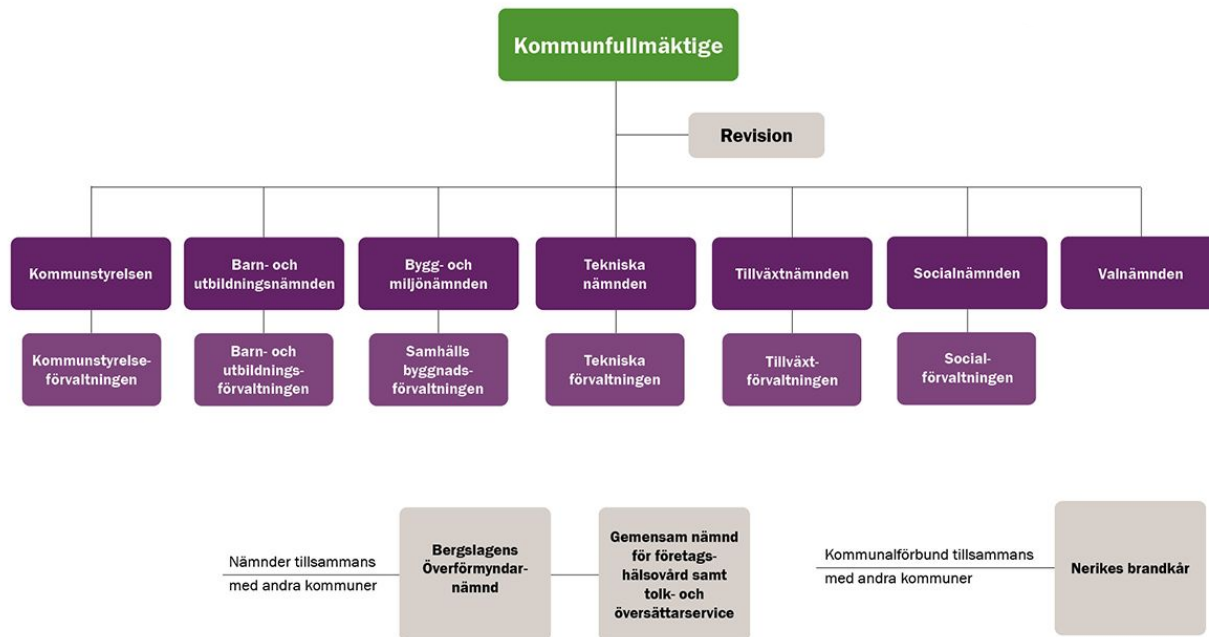 Kommunfullmäktige
Revision
Kommunstyrelsen
Barn- och
utbildningsnämnden
Bygg- och
miljönämnden
Tekniska
nämnden
Tillväxtnämnden
Socialnämnden
Valnämnden
Kommunstyrelse-
förvaltningen
Barn- och
utbildnings-
förvaltningen
Samhälls
byggnads-
förvaltningen
Tekniska
förvaltningen
Tillväxt-
förvaltningen
Social-
förvaltningen
Nämnder tillsammans
med andra kommuner
Bergslagens
Överförmyndar-
nämnd
Gemensam nämnd
för företags-
hälsovård samt
tolk- och
översättarservice
Kommunalförbund tillsammans
med andra kommuner
Nerikes brandkår